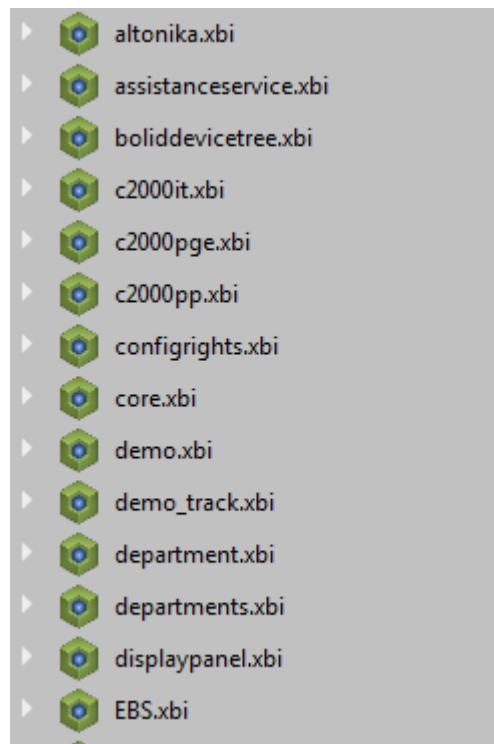 altonika.xbi
assistanceservice.xbi
boliddevicetree.xbi
c2000it.xbi
c2000pge.xbi
c2000pp.xbi
configrights.xbi
core.xbi
demo.xbi
demo_track.xbi
department.xbi
departments.xbi
displaypanel.xbi
EBS.xbi